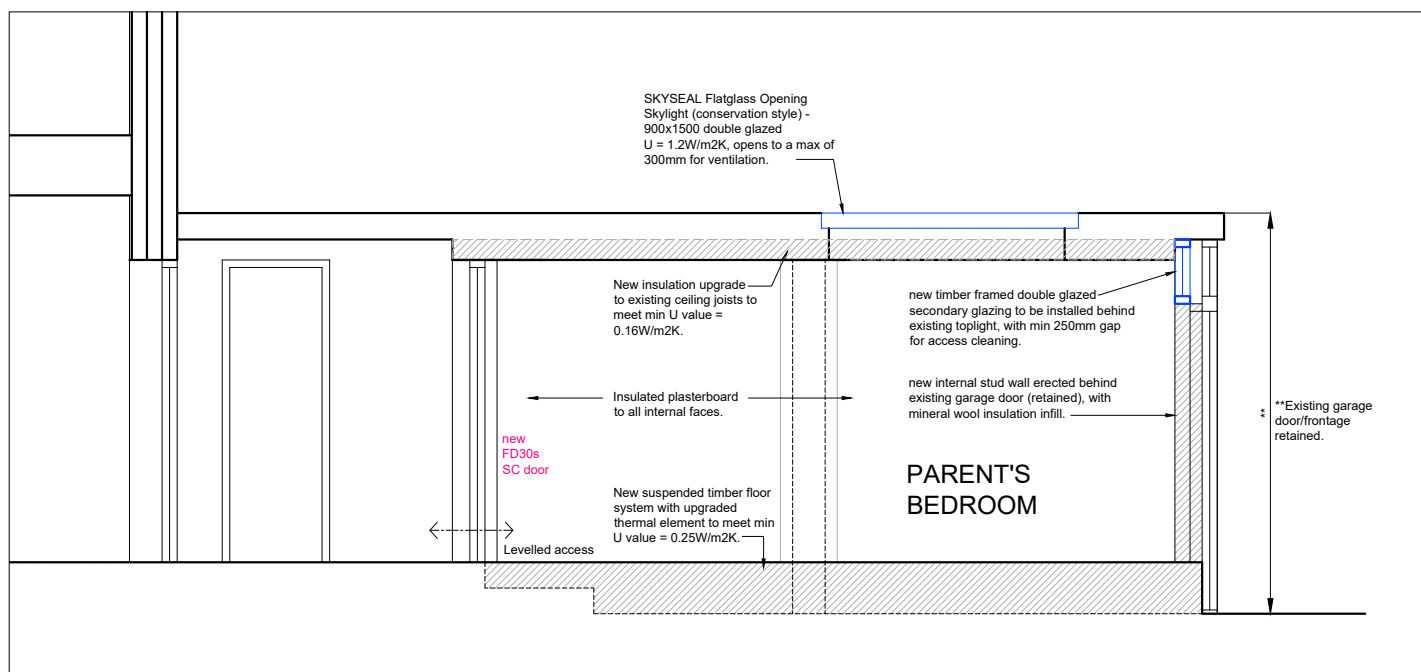 SKYSEAL Flatglass Opening
Skylight (conservation style) -
900x1500 double glazed
U = 1.2W/m2K, opens to a max of
300mm for ventilation.
New insulation upgrade
to existing ceiling joists to
meet min U value =
0.16W/m2K.
new timber framed double glazed
secondary glazing to be installed behind
existing toplight, with min 250mm gap
for access cleaning.
Insulated plasterboard
to all internal faces.
new internal stud wall erected behind
existing garage door (retained), with
mineral wool insulation infill.
**
**Existing garage
door/frontage
retained.
new
FD30s
SC door
PARENT'S
BEDROOM
New suspended timber floor
system with upgraded
thermal element to meet min
U value = 0.25W/m2K.
Levelled access